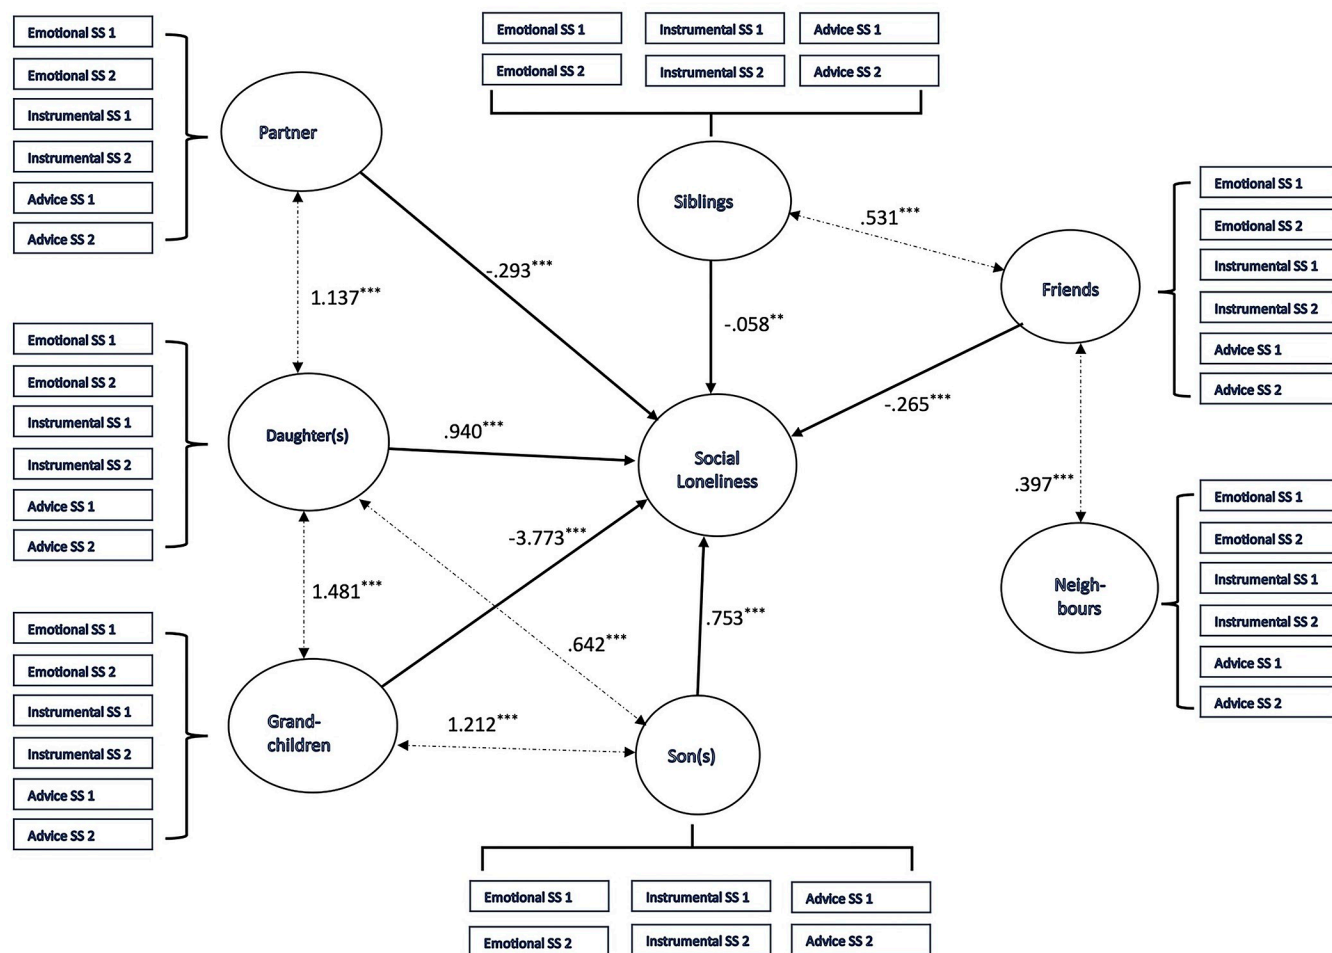 Emotional SS 1
Emotional SS 2
Instrumental SS 1
Instrumental SS 2
Advice SS 1
Advice SS 2
Partner
Emotional SS 1
Instrumental SS 1
Advice SS 1
Emotional SS 2
Instrumental SS 2
Advice SS 2
Siblings
.531***
Friends
Emotional SS 1
Emotional SS 2
Instrumental SS 1
Instrumental SS 2
Advice SS 1
Advice SS 2
-.293***
1.137***
-.058**
-.265***
Emotional SS 1
Emotional SS 2
Instrumental SS 1
Instrumental SS 2
Advice SS 1
Advice SS 2
Daughter(s)
.940***
Social
Loneliness
.397***
-3.773***
1.481***
.642***
.753***
Neigh-
bours
Emotional SS 1
Emotional SS 2
Instrumental SS 1
Instrumental SS 2
Advice SS 1
Advice SS 2
Emotional SS 1
Emotional SS 2
Instrumental SS 1
Instrumental SS 2
Advice SS 1
Advice SS 2
Grand-
children
1.212***
Son(s)
Emotional SS 1
Instrumental SS 1
Advice SS 1
Emotional SS 2
Instrumental SS 2
Advice SS 2